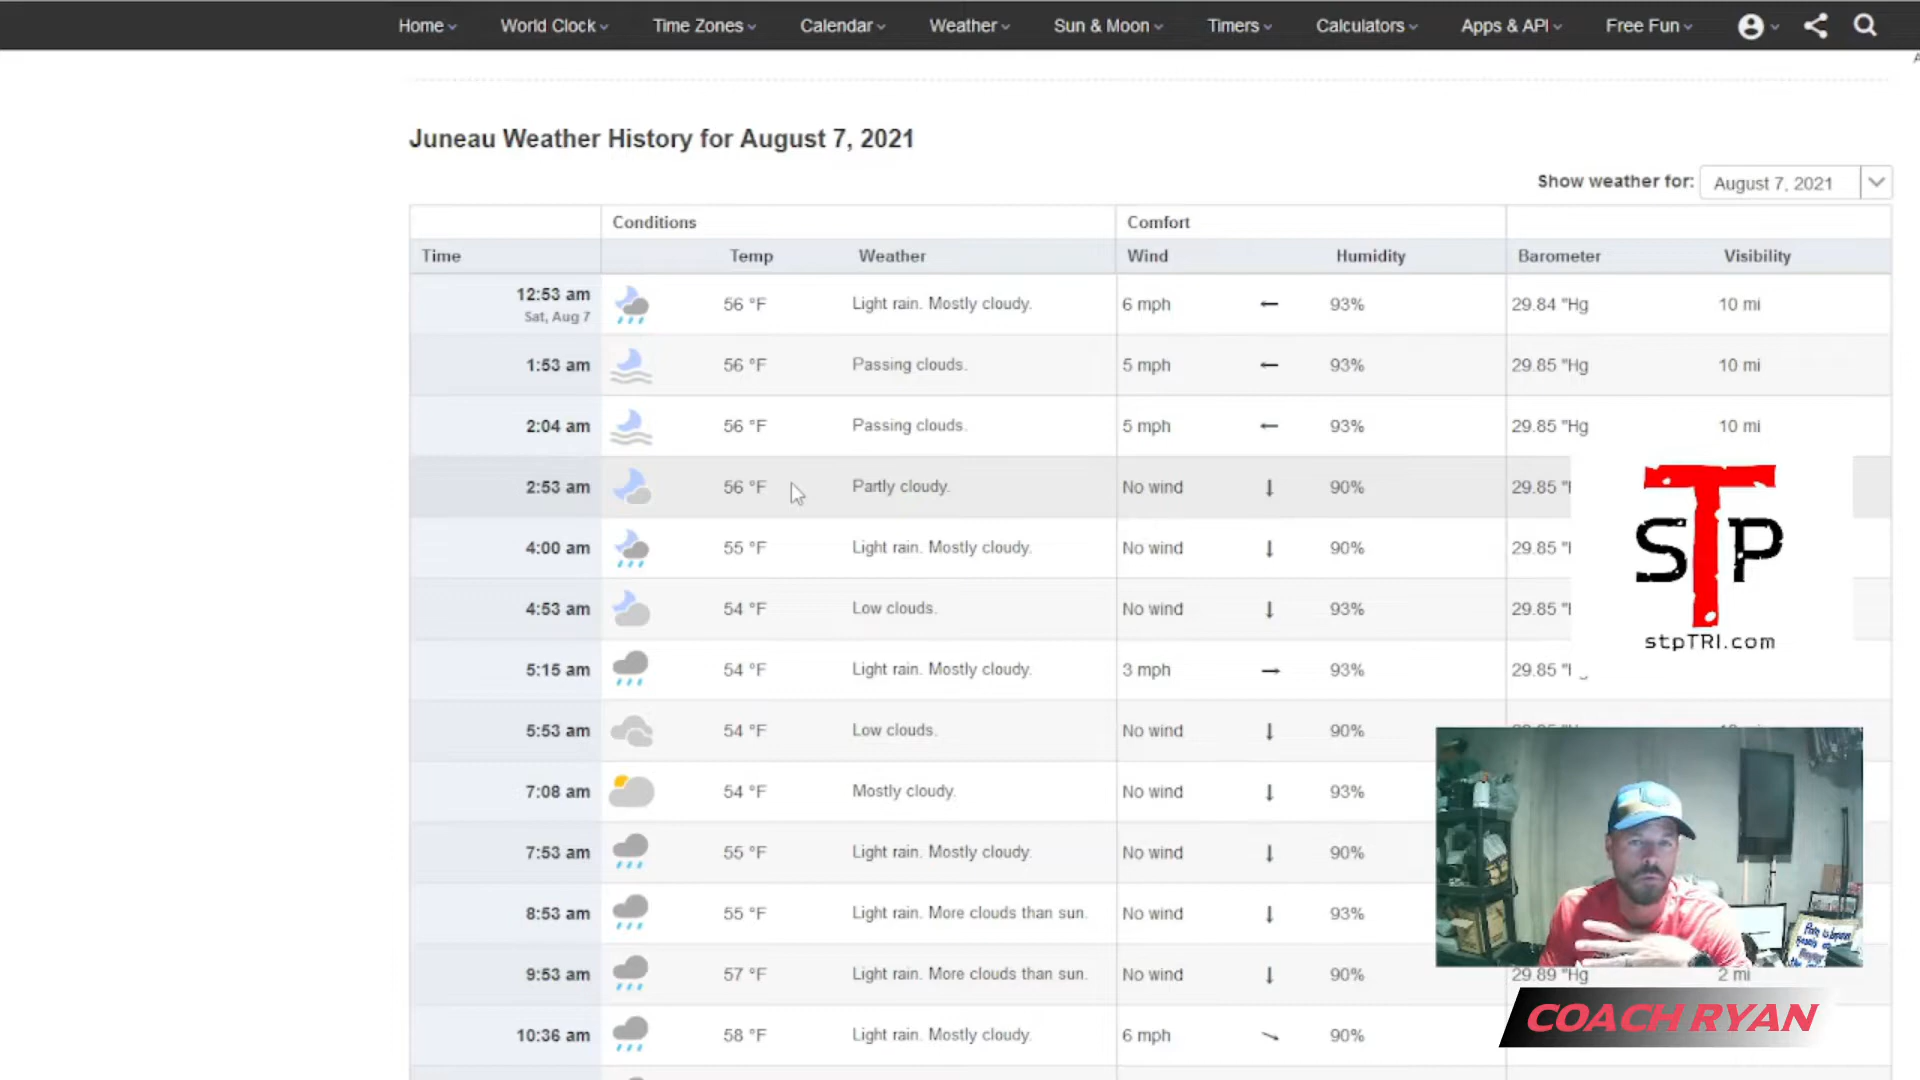 Home World Clock Time Zones Calendar Weather Sun & Moon Timers Calculators Apps & API Free Fun
Juneau Weather History for August 7, 2021
Show weather for: August 7, 2021
Conditions Comfort
Time Temp Weather Wind Humidity Barometer Visibility
12:53 am 56 °F Light rain. Mostly cloudy. 6 mph ← 93% 29.84 "Hg 10 mi
Sat, Aug 7
1:53 am 56 °F Passing clouds. 5 mph ← 93% 29.85 "Hg 10 mi
2:04 am 56 °F Passing clouds. 5 mph ← 93% 29.85 "Hg 10 mi
2:53 am 56 °F Partly cloudy. No wind ↓ 90% 29.85 "
4:00 am 55 °F Light rain. Mostly cloudy. No wind ↓ 90% 29.85 "
4:53 am 54 °F Low clouds. No wind ↓ 93% 29.85 "
5:15 am 54 °F Light rain. Mostly cloudy. 3 mph → 93% 29.85 "
5:53 am 54 °F Low clouds. No wind ↓ 90%
7:08 am 54 °F Mostly cloudy. No wind ↓ 93%
7:53 am 55 °F Light rain. Mostly cloudy. No wind ↓ 90%
8:53 am 55 °F Light rain. More clouds than sun. No wind ↓ 93%
9:53 am 57 °F Light rain. More clouds than sun. No wind ↓ 90% 29.89 "Hg 2 mi
10:36 am 58 °F Light rain. Mostly cloudy. 6 mph 90%
STP
stpTRI.com
COACH RYAN